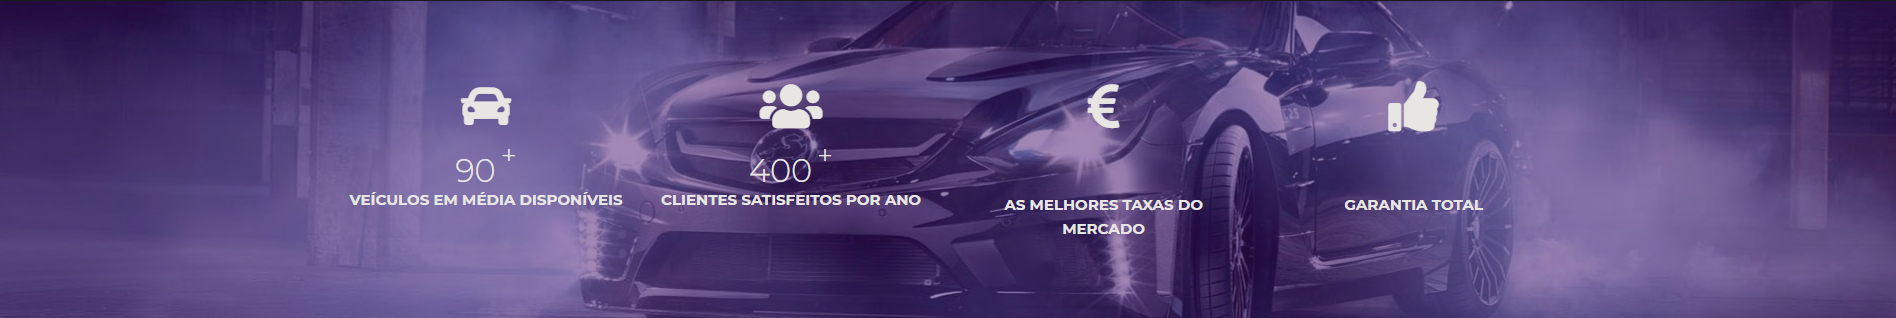 90 +
VEÍCULOS EM MÉDIA DISPONÍVEIS
400 +
CLIENTES SATISFEITOS POR ANO
€
AS MELHORES TAXAS DO
MERCADO
GARANTIA TOTAL